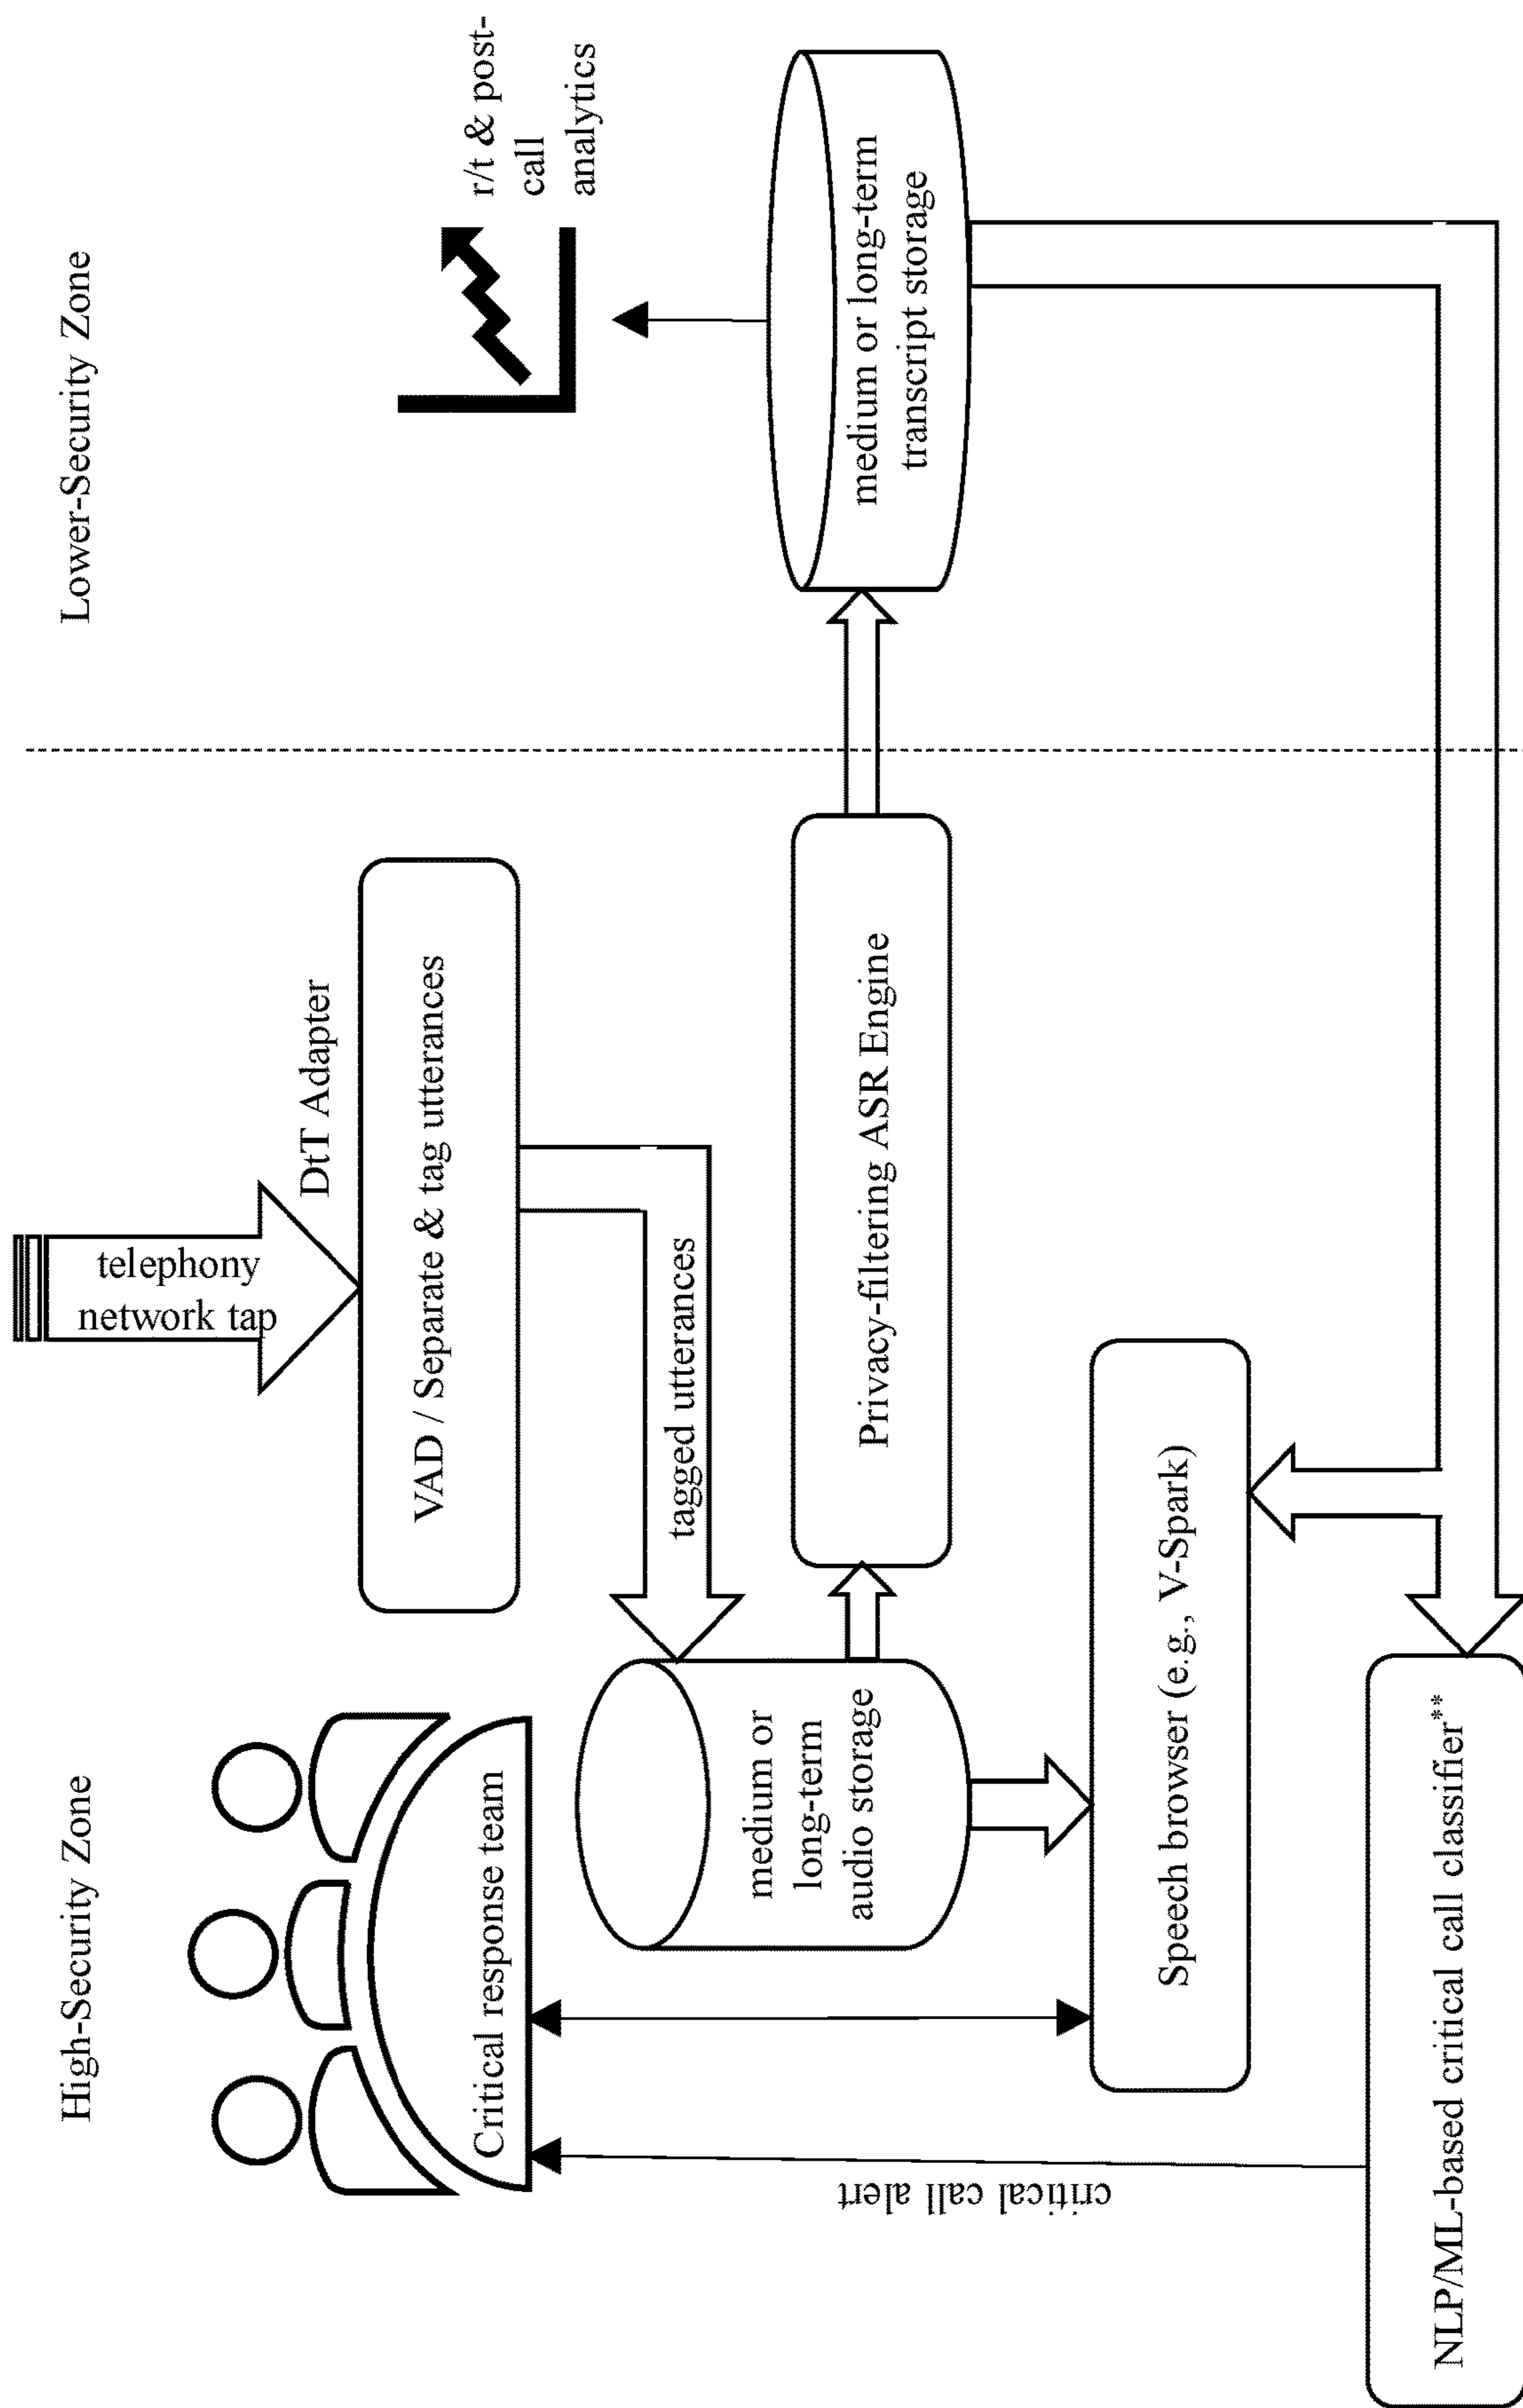 High-Security Zone
Lower-Security Zone
telephony
network tap
DtT Adapter
r/t & post-
call
analytics
VAD / Separate & tag utterances
Critical response team
tagged utterances
medium or
long-term
audio storage
Privacy-filtering ASR Engine
medium or long-term
transcript storage
Speech browser (e.g., V-Spark)
critical call alert
NLP/ML-based critical call classifier**